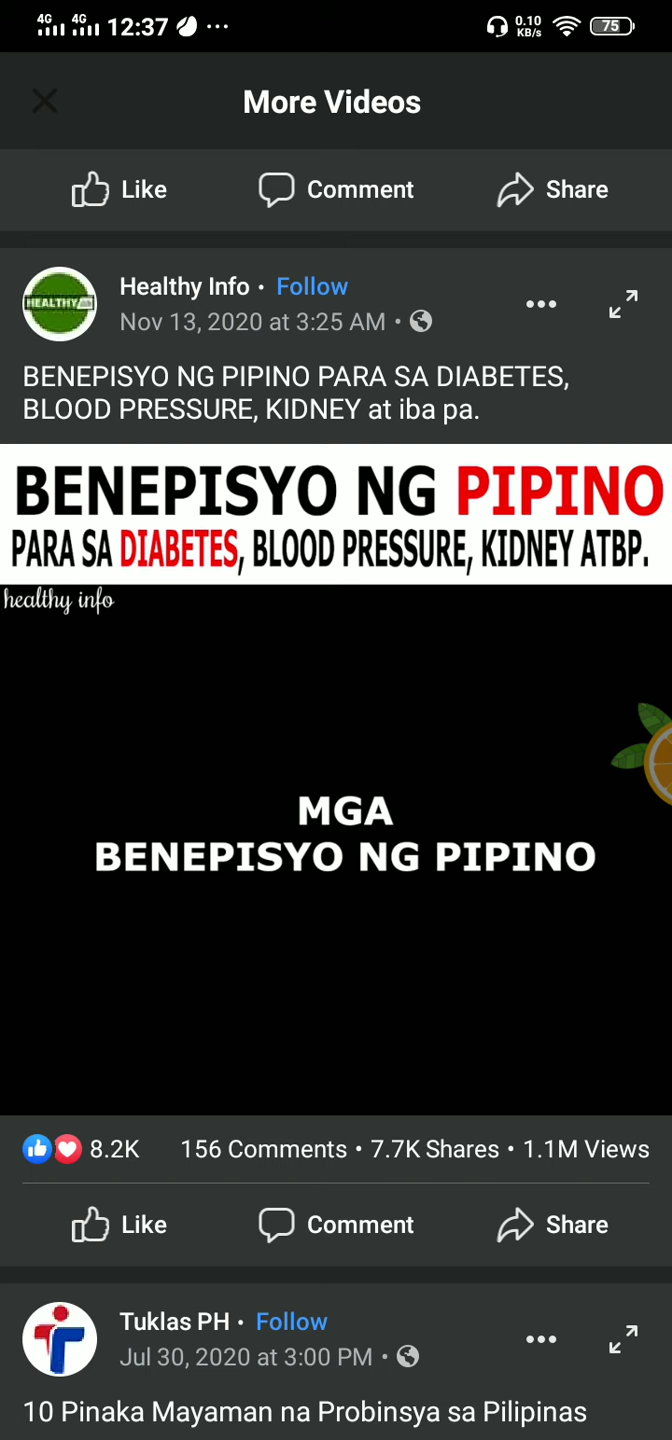 4G 4G 12:37 ... 0.10 KB/s 75
More Videos
Like Comment Share
HEALTHY
Healthy Info • Follow
Nov 13, 2020 at 3:25 AM •
BENEPISYO NG PIPINO PARA SA DIABETES,
BLOOD PRESSURE, KIDNEY at iba pa.
BENEPISYO NG PIPINO
PARA SA DIABETES, BLOOD PRESSURE, KIDNEY ATBP.
healthy info
MGA
BENEPISYO NG PIPINO
8.2K 156 Comments • 7.7K Shares • 1.1M Views
Like Comment Share
Tuklas PH • Follow
Jul 30, 2020 at 3:00 PM •
10 Pinaka Mayaman na Probinsya sa Pilipinas